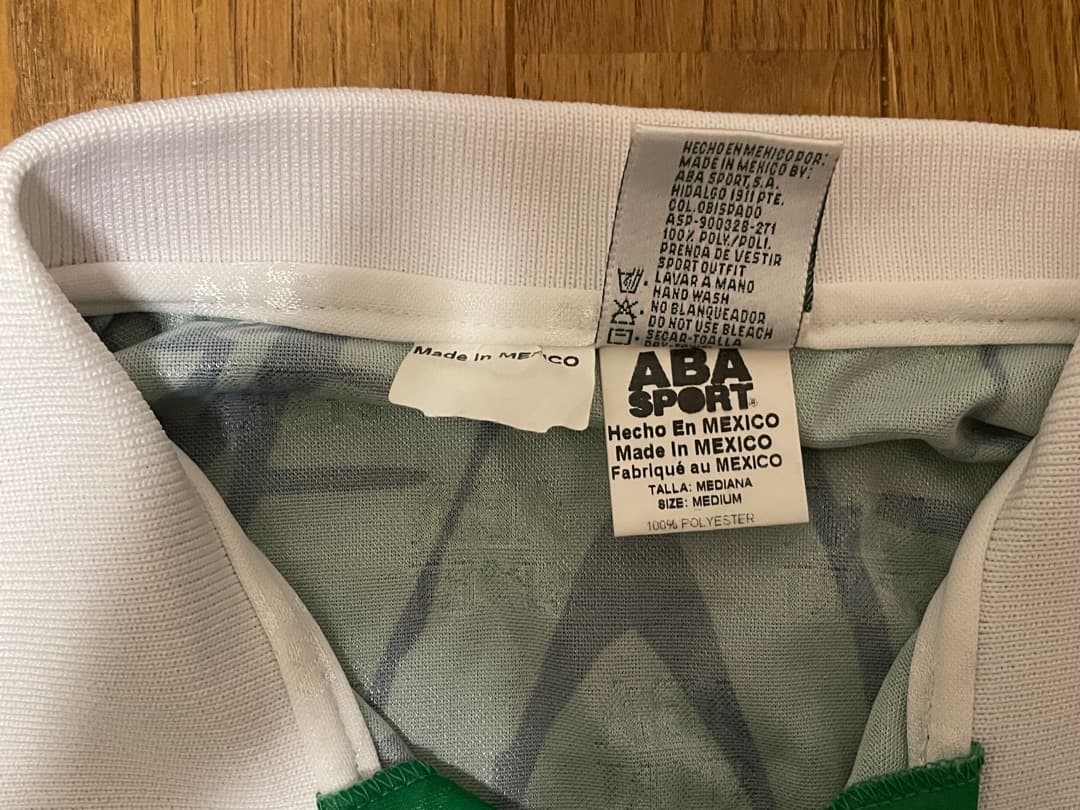 HECHO EN MEXICO POR:
MADE IN MEXICO BY:
ABA SPORT, S.A.
HIDALGO 1911 PTE.
COL. OBISPADO
ASP-900328-271
100% POLY./POLI.
PRENDA DE VESTIR
SPORT OUTFIT
LAVAR A MANO
HAND WASH
NO BLANQUEADOR
DO NOT USE BLEACH
SECAR-TOALLA
Made In MEXICO
ABA
SPORT
Hecho En MEXICO
Made In MEXICO
Fabriqué au MEXICO
TALLA: MEDIANA
SIZE: MEDIUM
100% POLYESTER